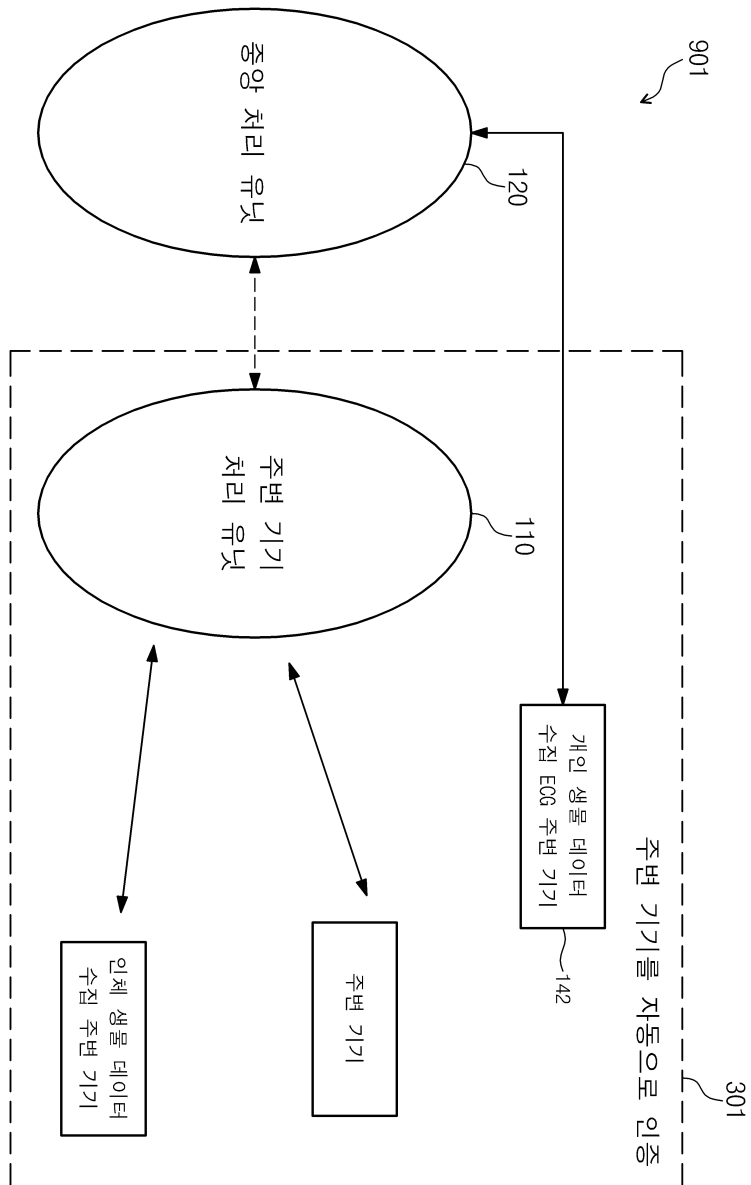 901
중앙 처리 유닛
120
주변 기기
처리 유닛
110
개인 생물 데이터
수집 ECG 주변 기기
142
주변 기기를 자동으로 인증
301
주변 기기
인체 생물 데이터
수집 주변 기기